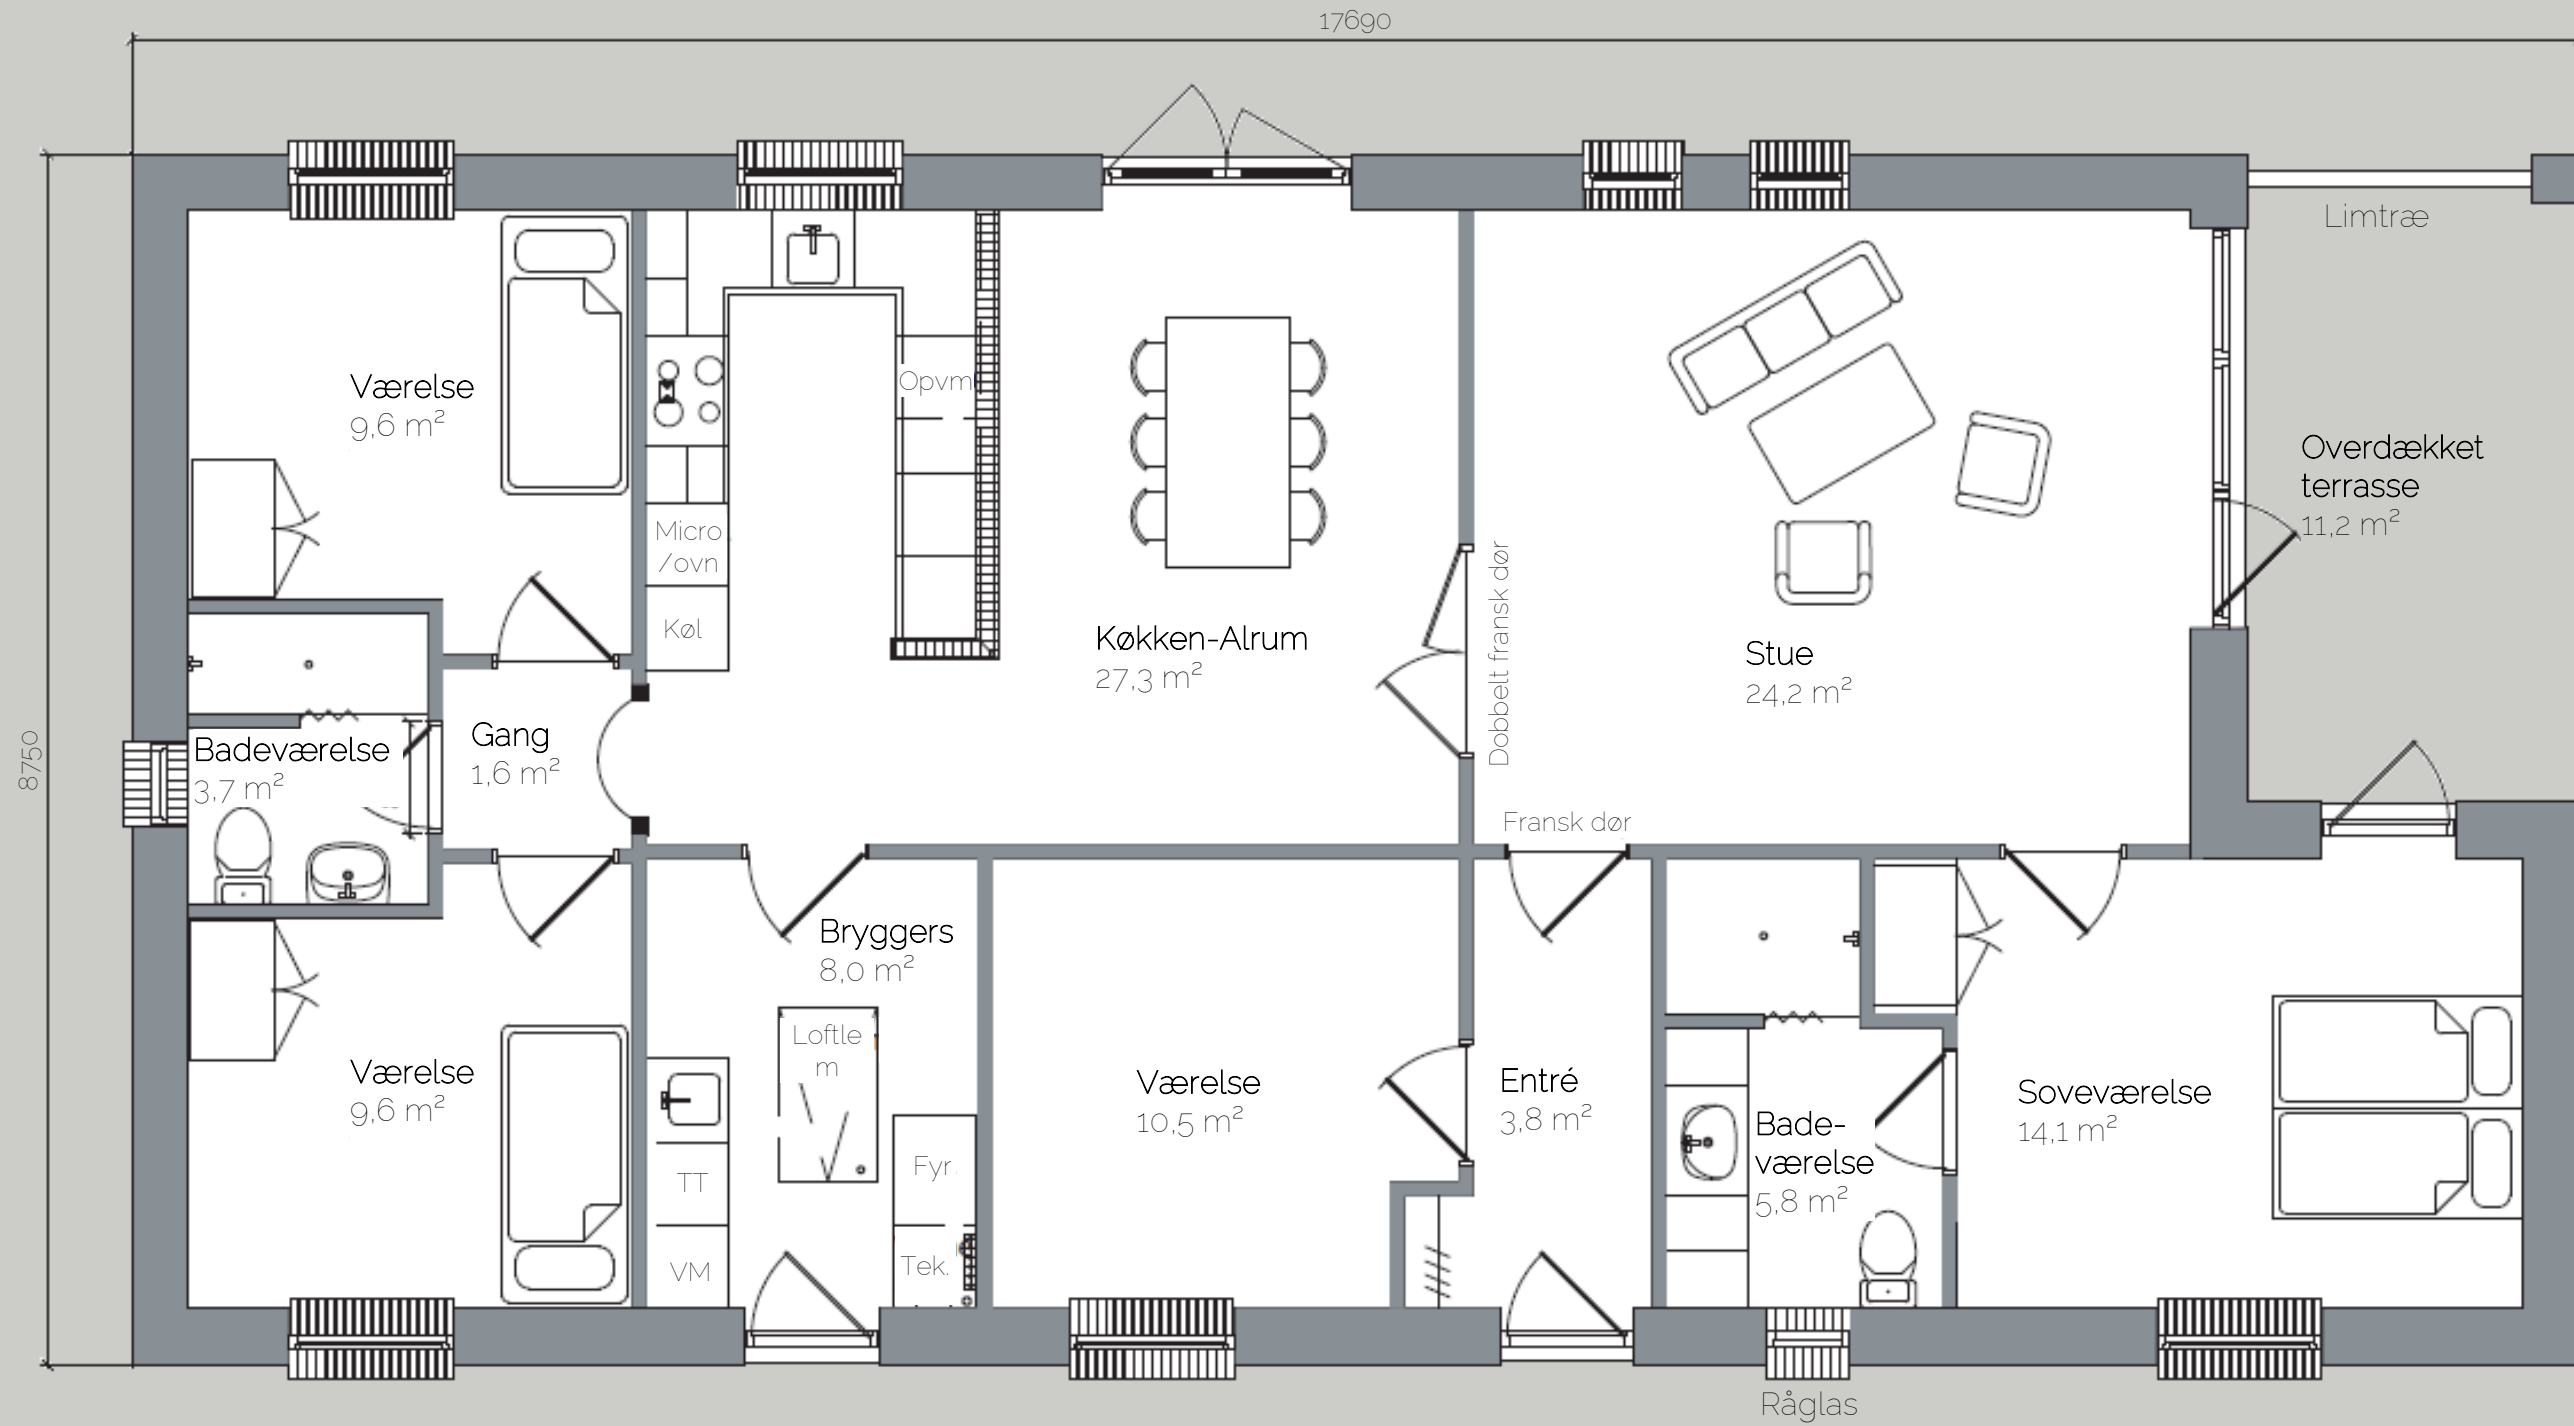 17690
8750
Limtræ
Værelse
9,6 m²
Opvm
Micro
/ovn
Køl
Køkken-Alrum
27,3 m²
Dobbelt fransk dør
Stue
24,2 m²
Overdækket
terrasse
11,2 m²
Badeværelse
3,7 m²
Gang
1,6 m²
Fransk dør
Bryggers
8,0 m²
Loftle
m
Værelse
9,6 m²
TT
VM
Fyr.
Tek.
Værelse
10,5 m²
Entré
3,8 m²
Bade-
værelse
5,8 m²
Soveværelse
14,1 m²
Råglas